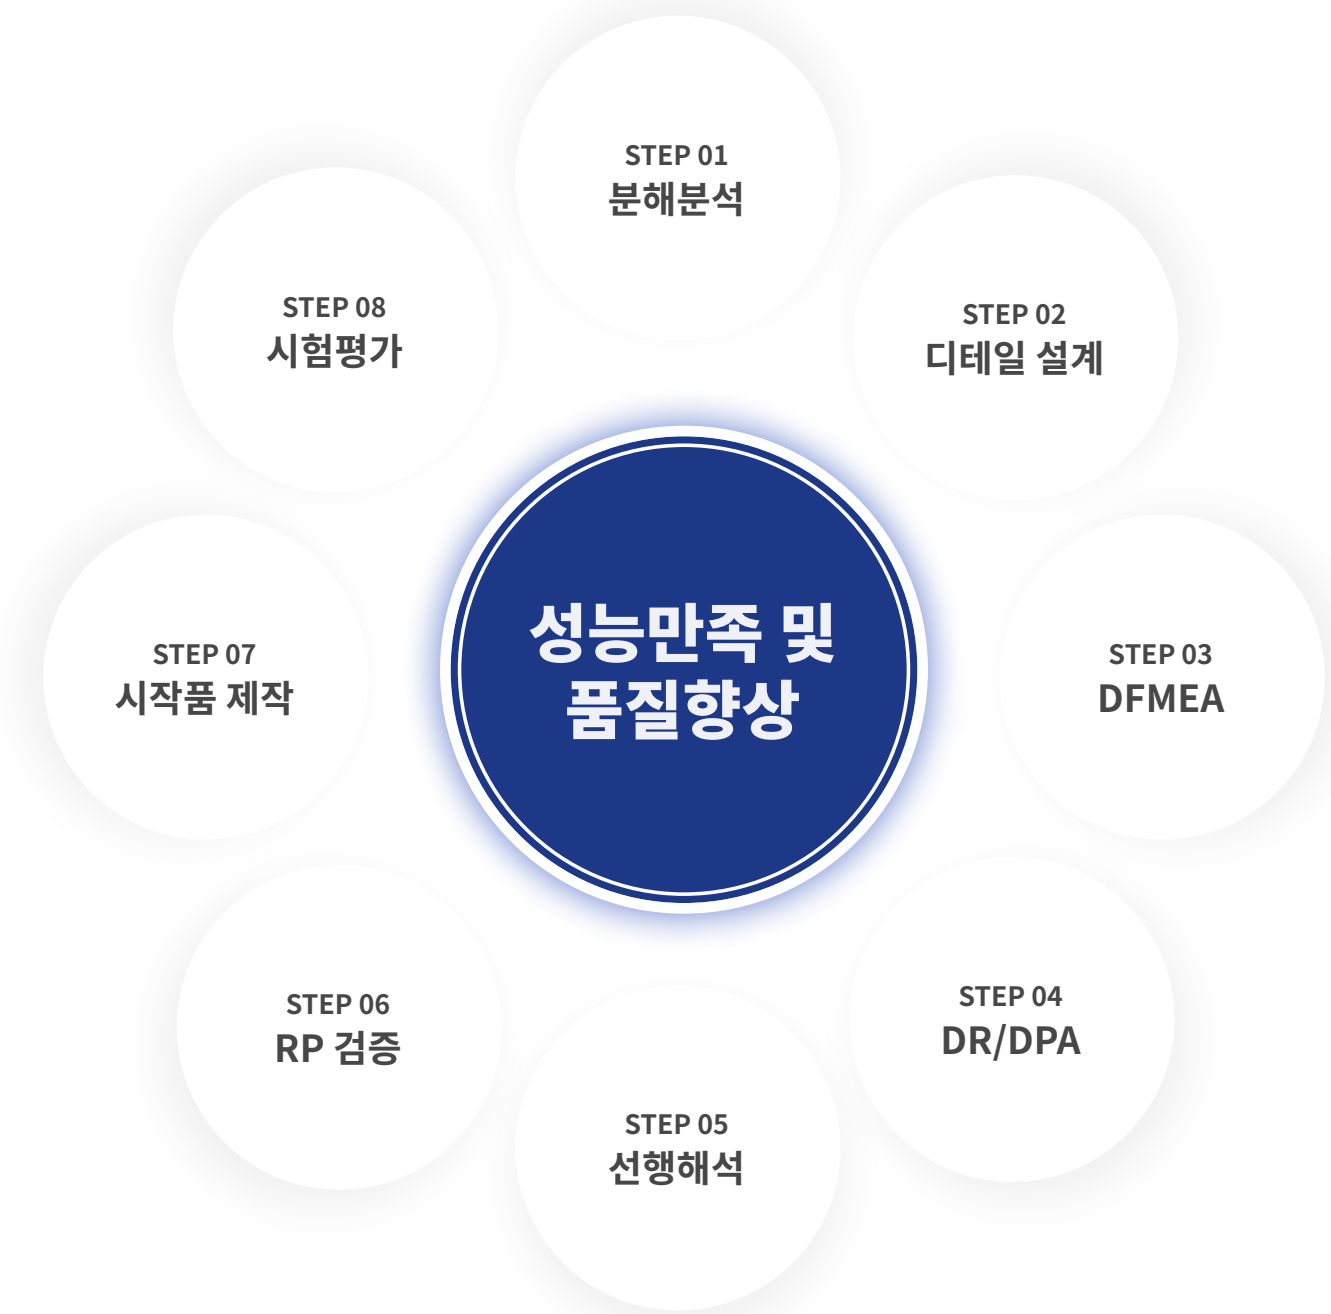 STEP 01
분해분석
STEP 02
디테일 설계
STEP 03
DFMEA
STEP 04
DR/DPA
STEP 05
선행해석
STEP 06
RP 검증
STEP 07
시작품 제작
STEP 08
시험평가
성능만족 및
품질향상